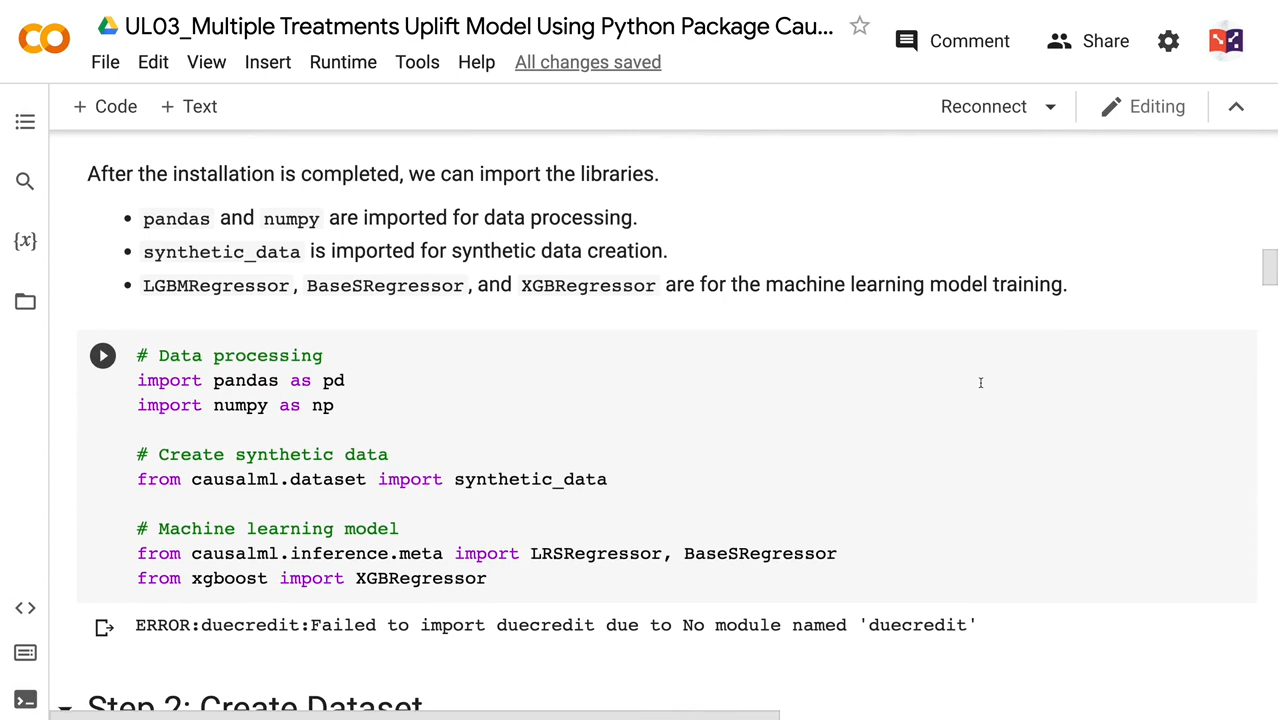 UL03_Multiple Treatments Uplift Model Using Python Package Cau...
Comment
Share
File Edit View Insert Runtime Tools Help All changes saved
+ Code + Text
Reconnect
Editing
After the installation is completed, we can import the libraries.
• pandas and numpy are imported for data processing.
• synthetic_data is imported for synthetic data creation.
• LGBMRegressor, BaseSRegressor, and XGBRegressor are for the machine learning model training.
# Data processing
import pandas as pd
import numpy as np
# Create synthetic data
from causalml.dataset import synthetic_data
# Machine learning model
from causalml.inference.meta import LRSRegressor, BaseSRegressor
from xgboost import XGBRegressor
ERROR:duecredit:Failed to import duecredit due to No module named 'duecredit'
Step 2: Create Dataset